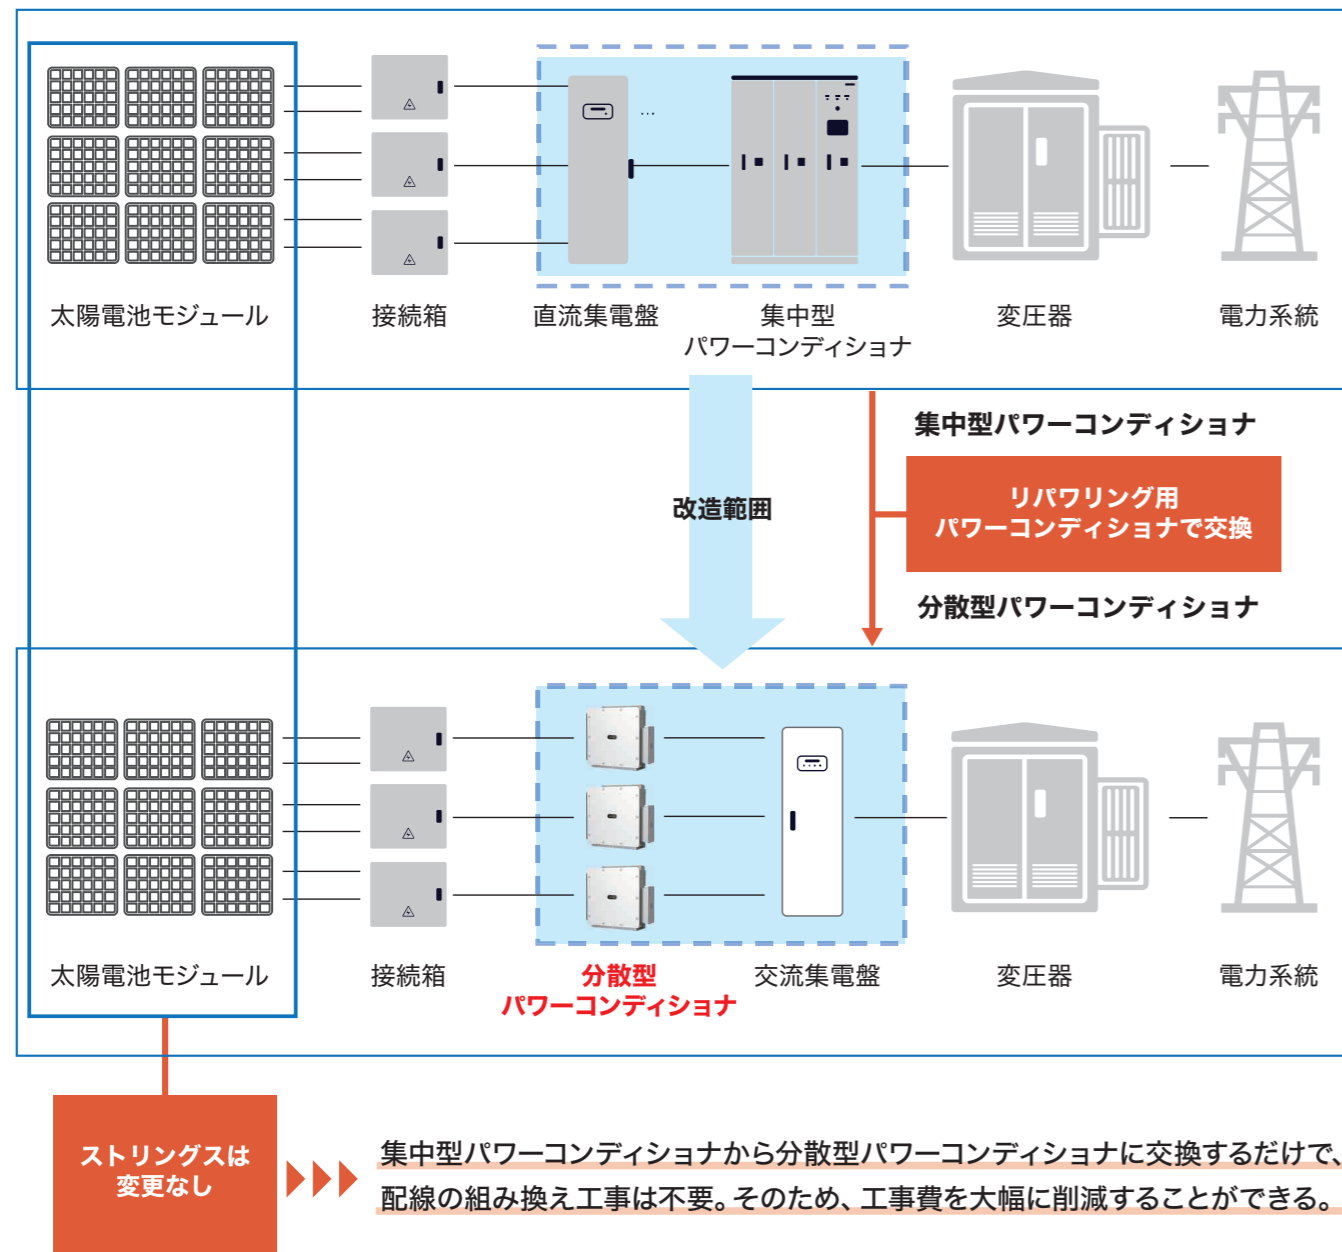 太陽電池モジュール
接続箱
直流集電盤
集中型
パワーコンディショナ
変圧器
電力系統
改造範囲
集中型パワーコンディショナ
リパワリング用
パワーコンディショナで交換
分散型パワーコンディショナ
太陽電池モジュール
接続箱
分散型
パワーコンディショナ
交流集電盤
変圧器
電力系統
ストリングスは
変更なし
集中型パワーコンディショナから分散型パワーコンディショナに交換するだけで、
配線の組み換え工事は不要。そのため、工事費を大幅に削減することができる。